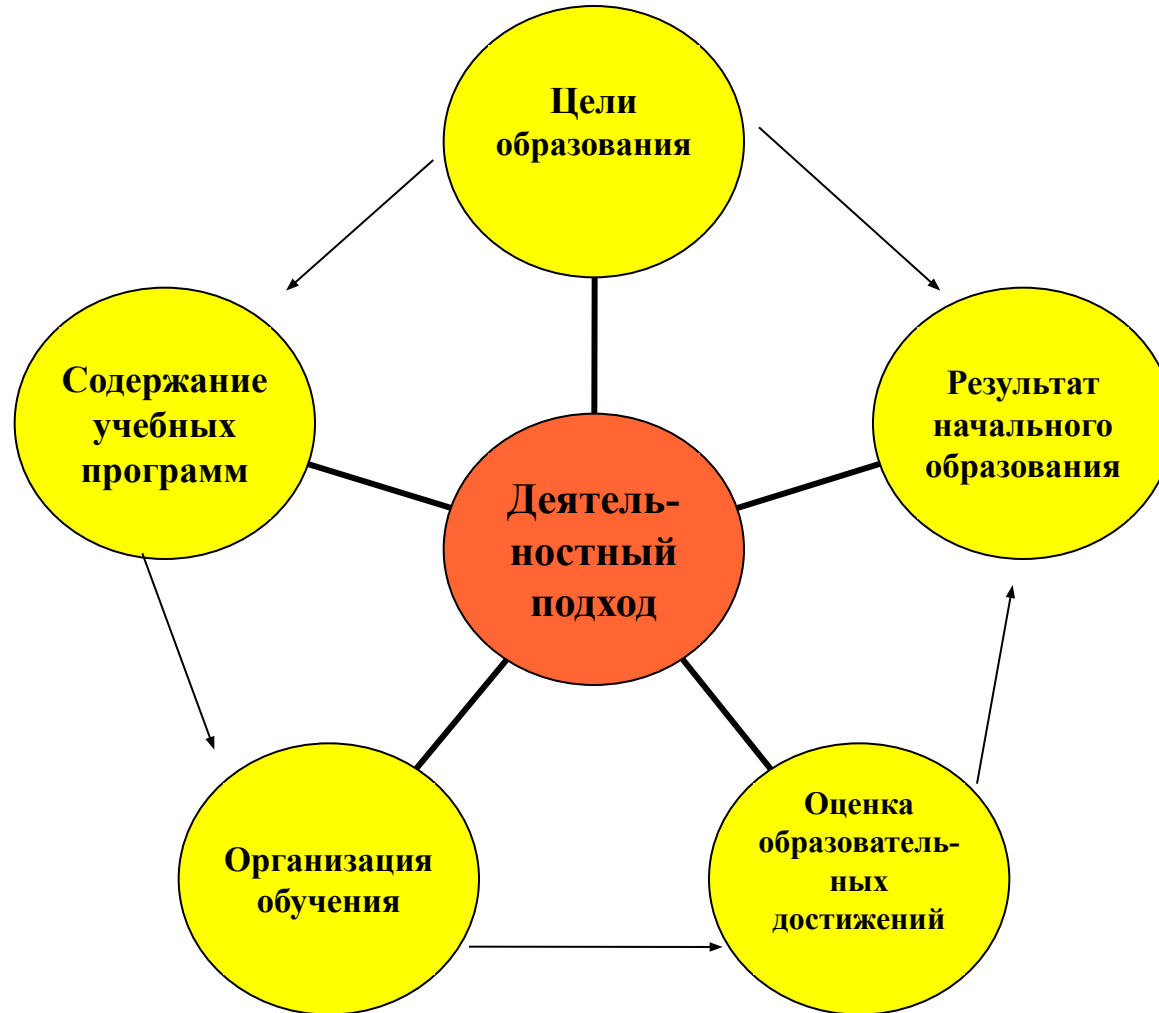 Цели
образования
Содержание
учебных
программ
Результат
начального
образования
Деятель-
ностный
подход
Организация
обучения
Оценка
образователь-
ных
достижений